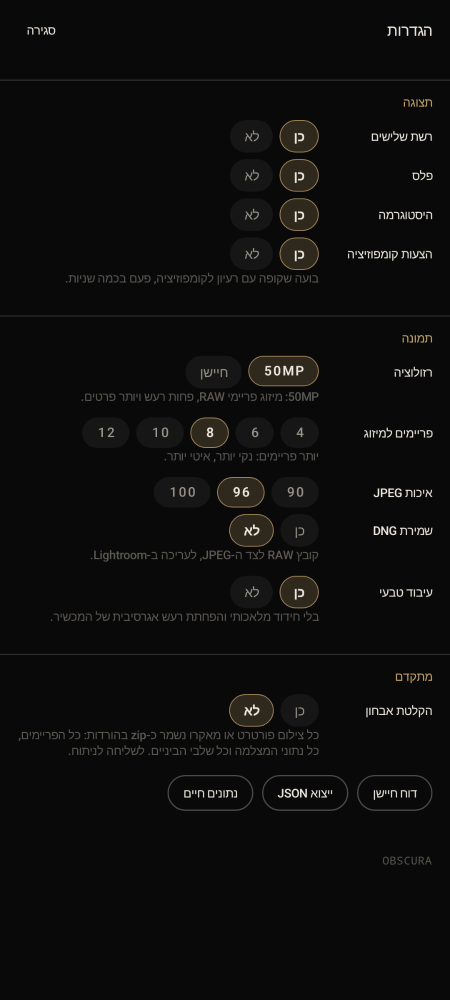 הגדרות
סגירה
תצוגה
רשת שלישים כן לא
פלס כן לא
היסטוגרמה כן לא
הצעות קומפוזיציה כן לא
בועה שקופה עם רעיון לקומפוזיציה, פעם בכמה שניות.
תמונה
רזולוציה 50MP חיישן
50MP: מיזוג פריימי RAW, פחות רעש ויותר פרטים.
פריימים למיזוג 4 6 8 10 12
יותר פריימים: נקי יותר, איטי יותר.
איכות JPEG 90 96 100
שמירת DNG כן לא
קובץ RAW לצד ה-JPEG, לעריכה ב-Lightroom.
עיבוד טבעי כן לא
בלי חידוד מלאכותי והפחתת רעש אגרסיבית של המכשיר.
מתקדם
הקלטת אבחון כן לא
כל צילום פורטרט או מאקרו נשמר כ-zip בהורדות: כל הפריימים,
כל נתוני המצלמה וכל שלבי הביניים. לשליחה לניתוח.
דוח חיישן ייצוא JSON נתונים חיים
OBSCURA